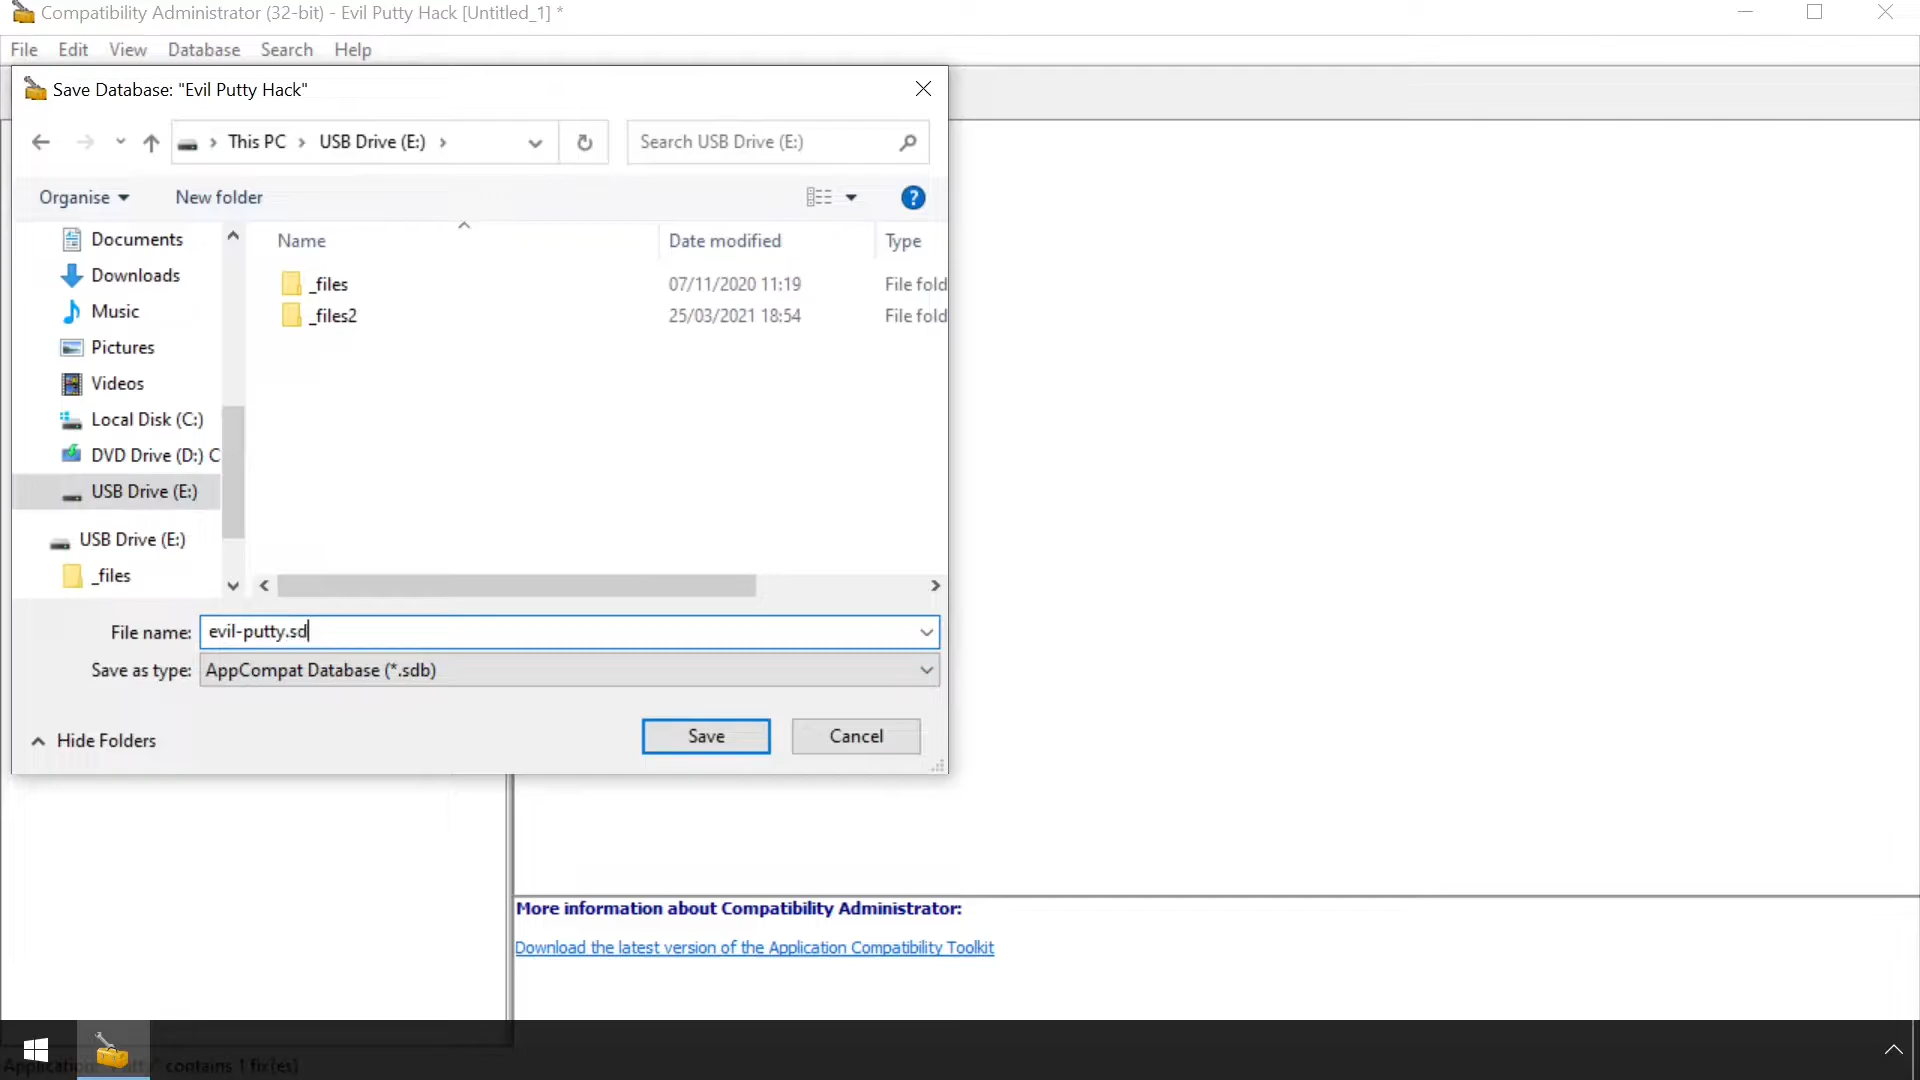 Compatibility Administrator (32-bit) - Evil Putty Hack [Untitled_1] *
File Edit View Database Search Help
Save Database: "Evil Putty Hack"
This PC USB Drive (E:)
Search USB Drive (E:)
Organise New folder
Name Date modified Type
Documents
Downloads
Music
Pictures
Videos
Local Disk (C:)
DVD Drive (D:) C
USB Drive (E:)
USB Drive (E:)
_files
_files 07/11/2020 11:19 File fold
_files2 25/03/2021 18:54 File fold
File name: evil-putty.sd
Save as type: AppCompat Database (*.sdb)
Hide Folders
Save Cancel
More information about Compatibility Administrator:
Download the latest version of the Application Compatibility Toolkit
contains 1 fix(es)